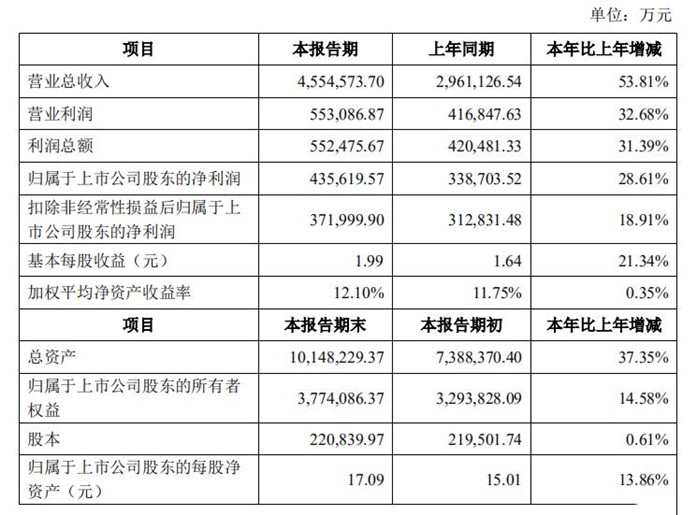 单位：万元
项目 本报告期 上年同期 本年比上年增减
营业总收入 4,554,573.70 2,961,126.54 53.81%
营业利润 553,086.87 416,847.63 32.68%
利润总额 552,475.67 420,481.33 31.39%
归属于上市公司股东的净利润 435,619.57 338,703.52 28.61%
扣除非经常性损益后归属于上
市公司股东的净利润 371,999.90 312,831.48 18.91%
基本每股收益（元） 1.99 1.64 21.34%
加权平均净资产收益率 12.10% 11.75% 0.35%
项目 本报告期末 本报告期初 本年比上年增减
总资产 10,148,229.37 7,388,370.40 37.35%
归属于上市公司股东的所有者
权益 3,774,086.37 3,293,828.09 14.58%
股本 220,839.97 219,501.74 0.61%
归属于上市公司股东的每股净
资产（元） 17.09 15.01 13.86%